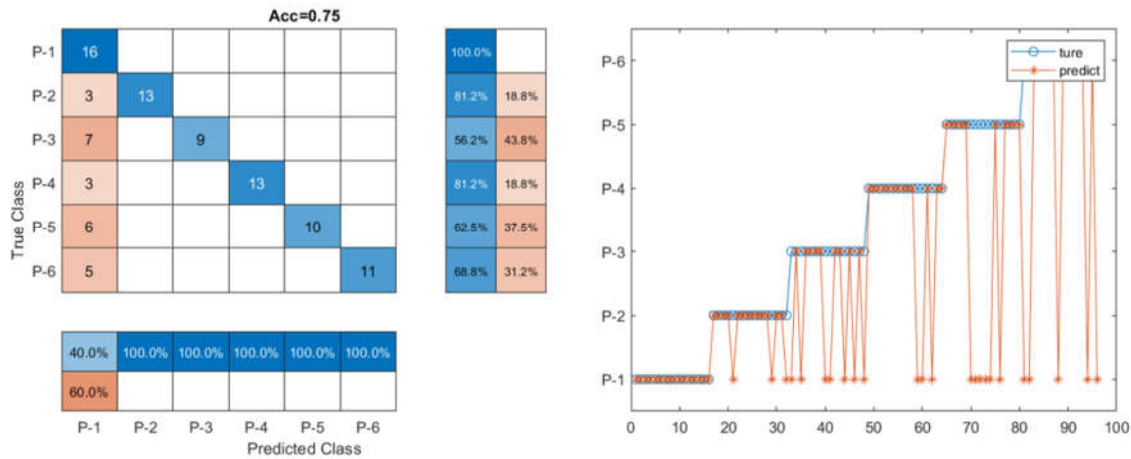 Acc=0.75
P-1 16 100.0%
P-2 3 13 81.2% 18.8%
P-3 7 9 56.2% 43.8%
P-4 3 13 81.2% 18.8%
P-5 6 10 62.5% 37.5%
P-6 5 11 68.8% 31.2%
True Class
40.0% 100.0% 100.0% 100.0% 100.0% 100.0%
60.0%
P-1 P-2 P-3 P-4 P-5 P-6
Predicted Class
ture
predict
P-6
P-5
P-4
P-3
P-2
P-1
0 10 20 30 40 50 60 70 80 90 100